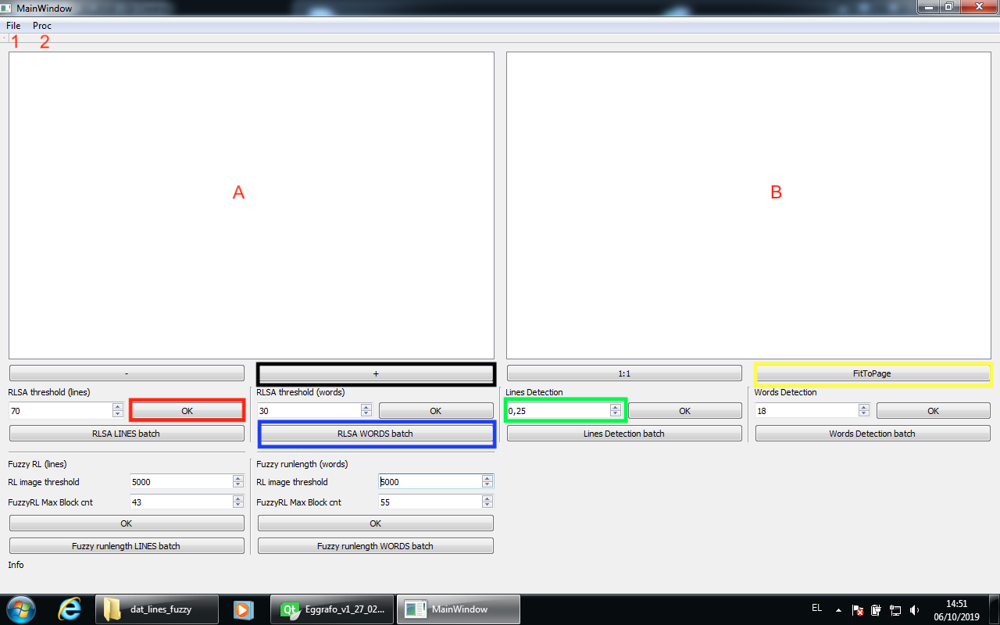 MainWindow
File Proc
1 2
A B
- + 1:1 FitToPage
RLSA threshold (lines) RLSA threshold (words) Lines Detection Words Detection
70 OK 30 OK 0,25 OK 18 OK
RLSA LINES batch RLSA WORDS batch Lines Detection batch Words Detection batch
Fuzzy RL (lines) Fuzzy runlength (words)
RL image threshold 5000 RL image threshold 5000
FuzzyRL Max Block cnt 43 FuzzyRL Max Block cnt 55
OK OK
Fuzzy runlength LINES batch Fuzzy runlength WORDS batch
Info
dat_lines_fuzzy Qt Eggrafo_v1_27_02... MainWindow EL 14:51
06/10/2019